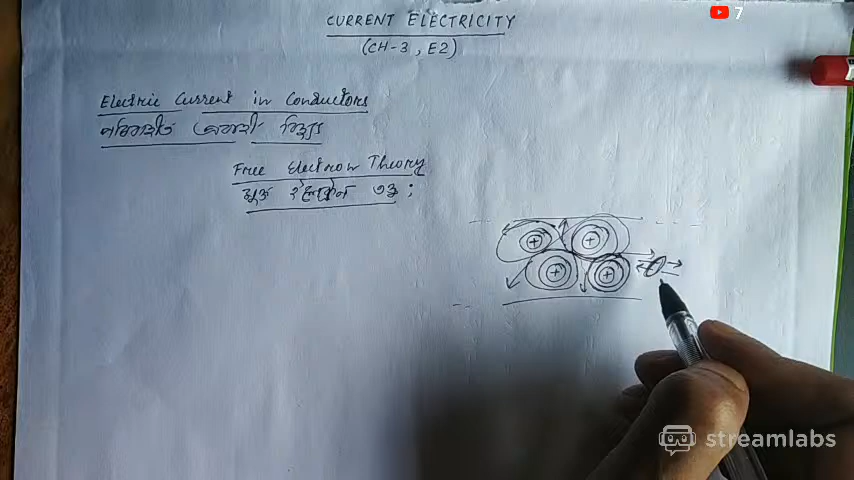 CURRENT ELECTRICITY
7
(CH-3, E2)
Electric Current in Conductors
পৰিবাহীত প্ৰবাহী বিদ্যুৎ
Free Electron Theory
মুক্ত ইলেক্ট্ৰন তত্ত্ব ;
+ +
+ +
streamlabs